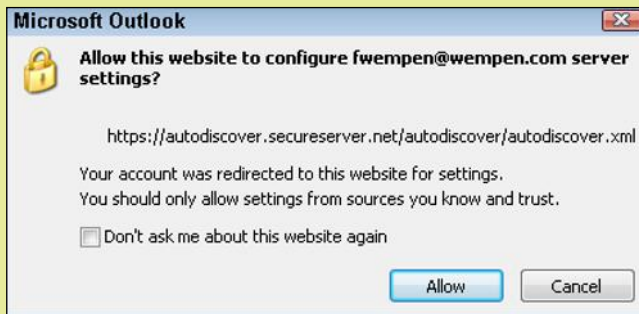 Microsoft Outlook
Allow this website to configure fwempen@wempen.com server
settings?
https://autodiscover.secureserver.net/autodiscover/autodiscover.xml
Your account was redirected to this website for settings.
You should only allow settings from sources you know and trust.
Don't ask me about this website again
Allow
Cancel